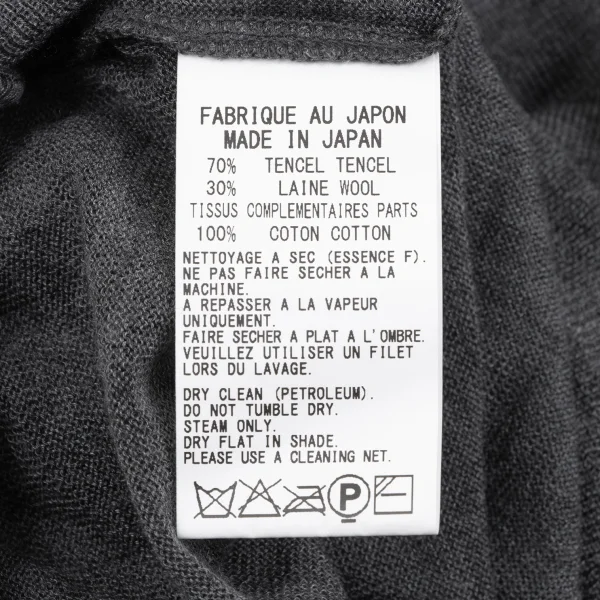 FABRIQUE AU JAPON
MADE IN JAPAN
70% TENCEL TENCEL
30% LAINE WOOL
TISSUS COMPLEMENTAIRES PARTS
100% COTON COTTON
NETTOYAGE A SEC (ESSENCE F).
NE PAS FAIRE SECHER A LA
MACHINE.
A REPASSER A LA VAPEUR
UNIQUEMENT.
FAIRE SECHER A PLAT A L'OMBRE.
VEUILLEZ UTILISER UN FILET
LORS DU LAVAGE.
DRY CLEAN (PETROLEUM).
DO NOT TUMBLE DRY.
STEAM ONLY.
DRY FLAT IN SHADE.
PLEASE USE A CLEANING NET.
P